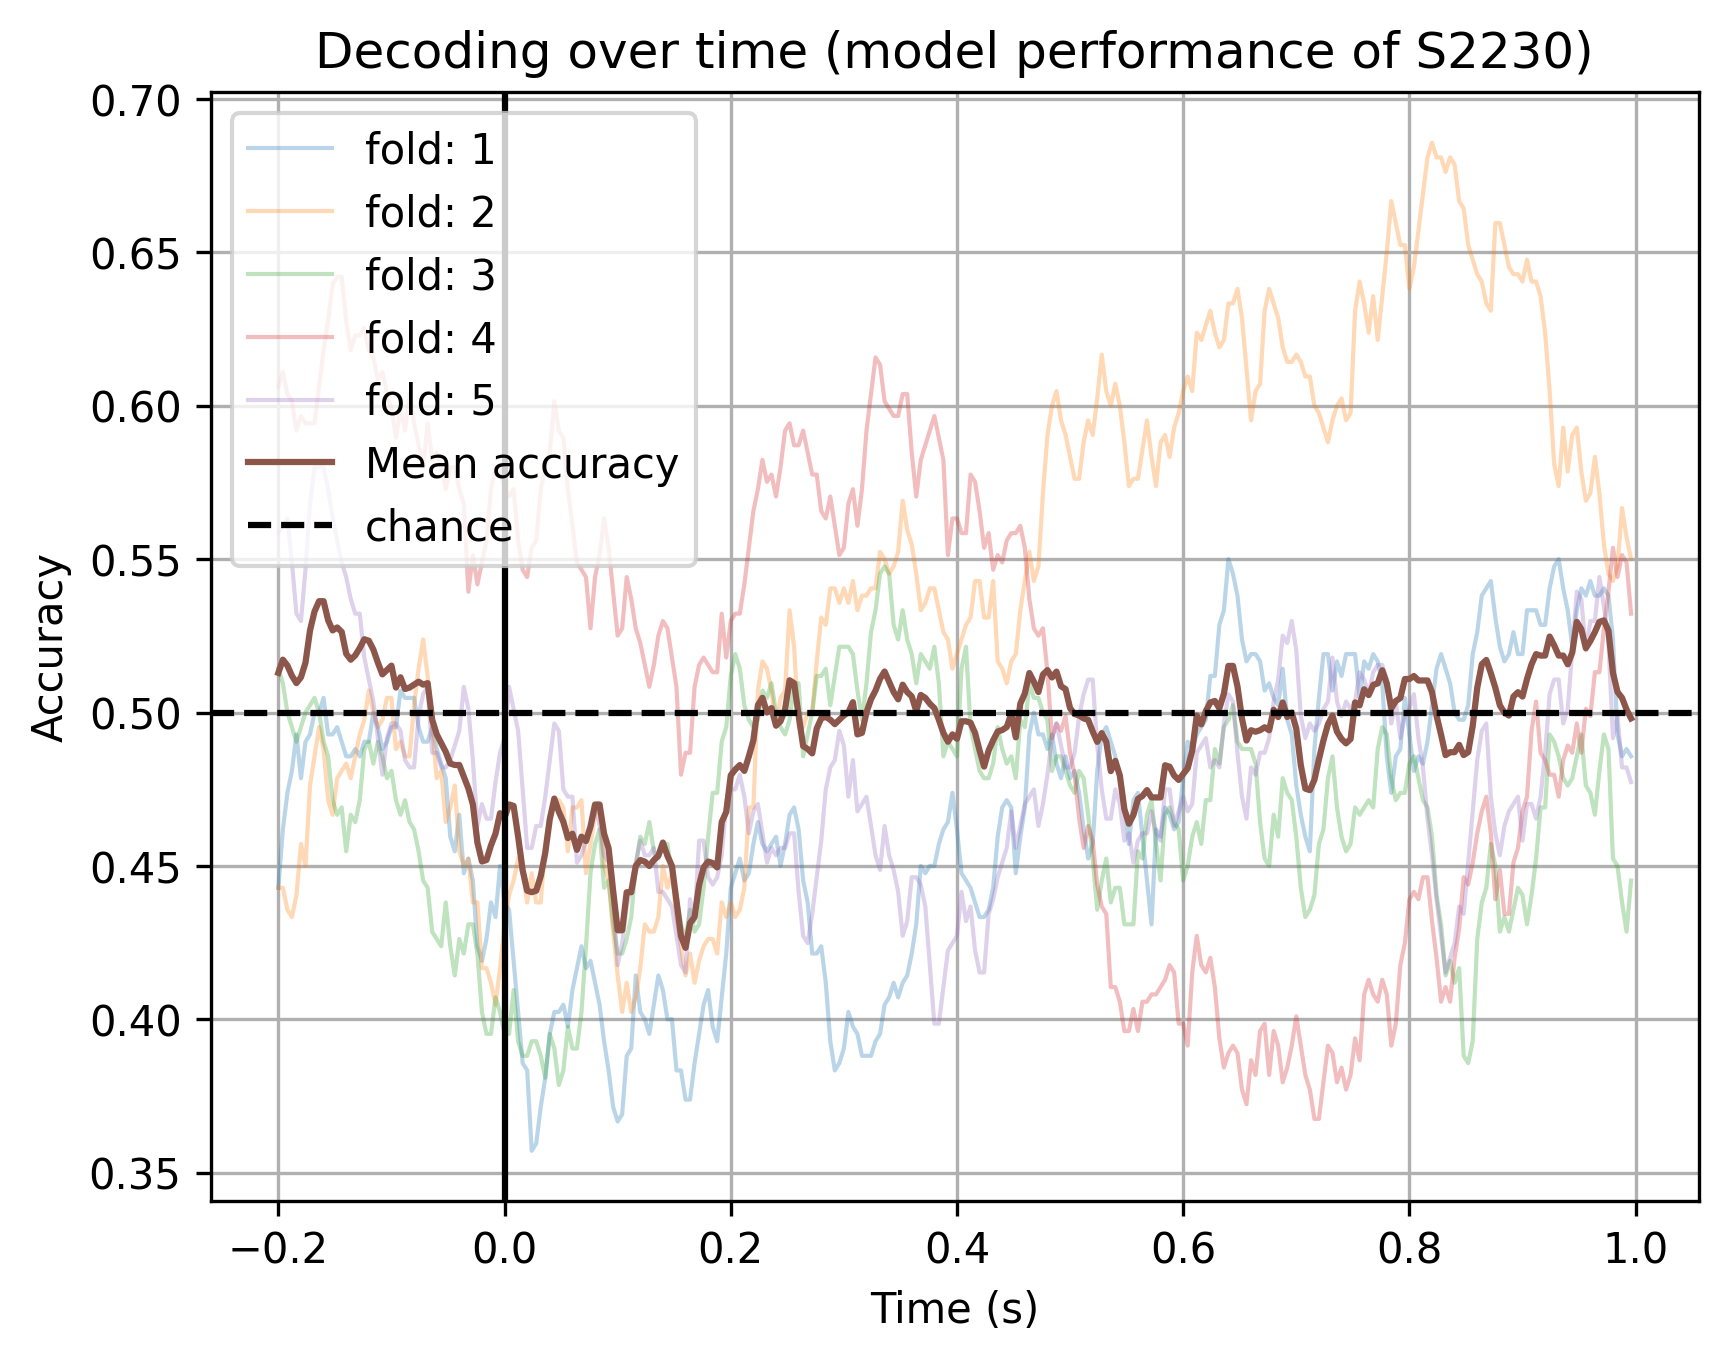 Decoding over time (model performance of S2230)
0.70
0.65
0.60
0.55
0.50
0.45
0.40
0.35
Accuracy
fold: 1
fold: 2
fold: 3
fold: 4
fold: 5
Mean accuracy
chance
−0.2 0.0 0.2 0.4 0.6 0.8 1.0
Time (s)